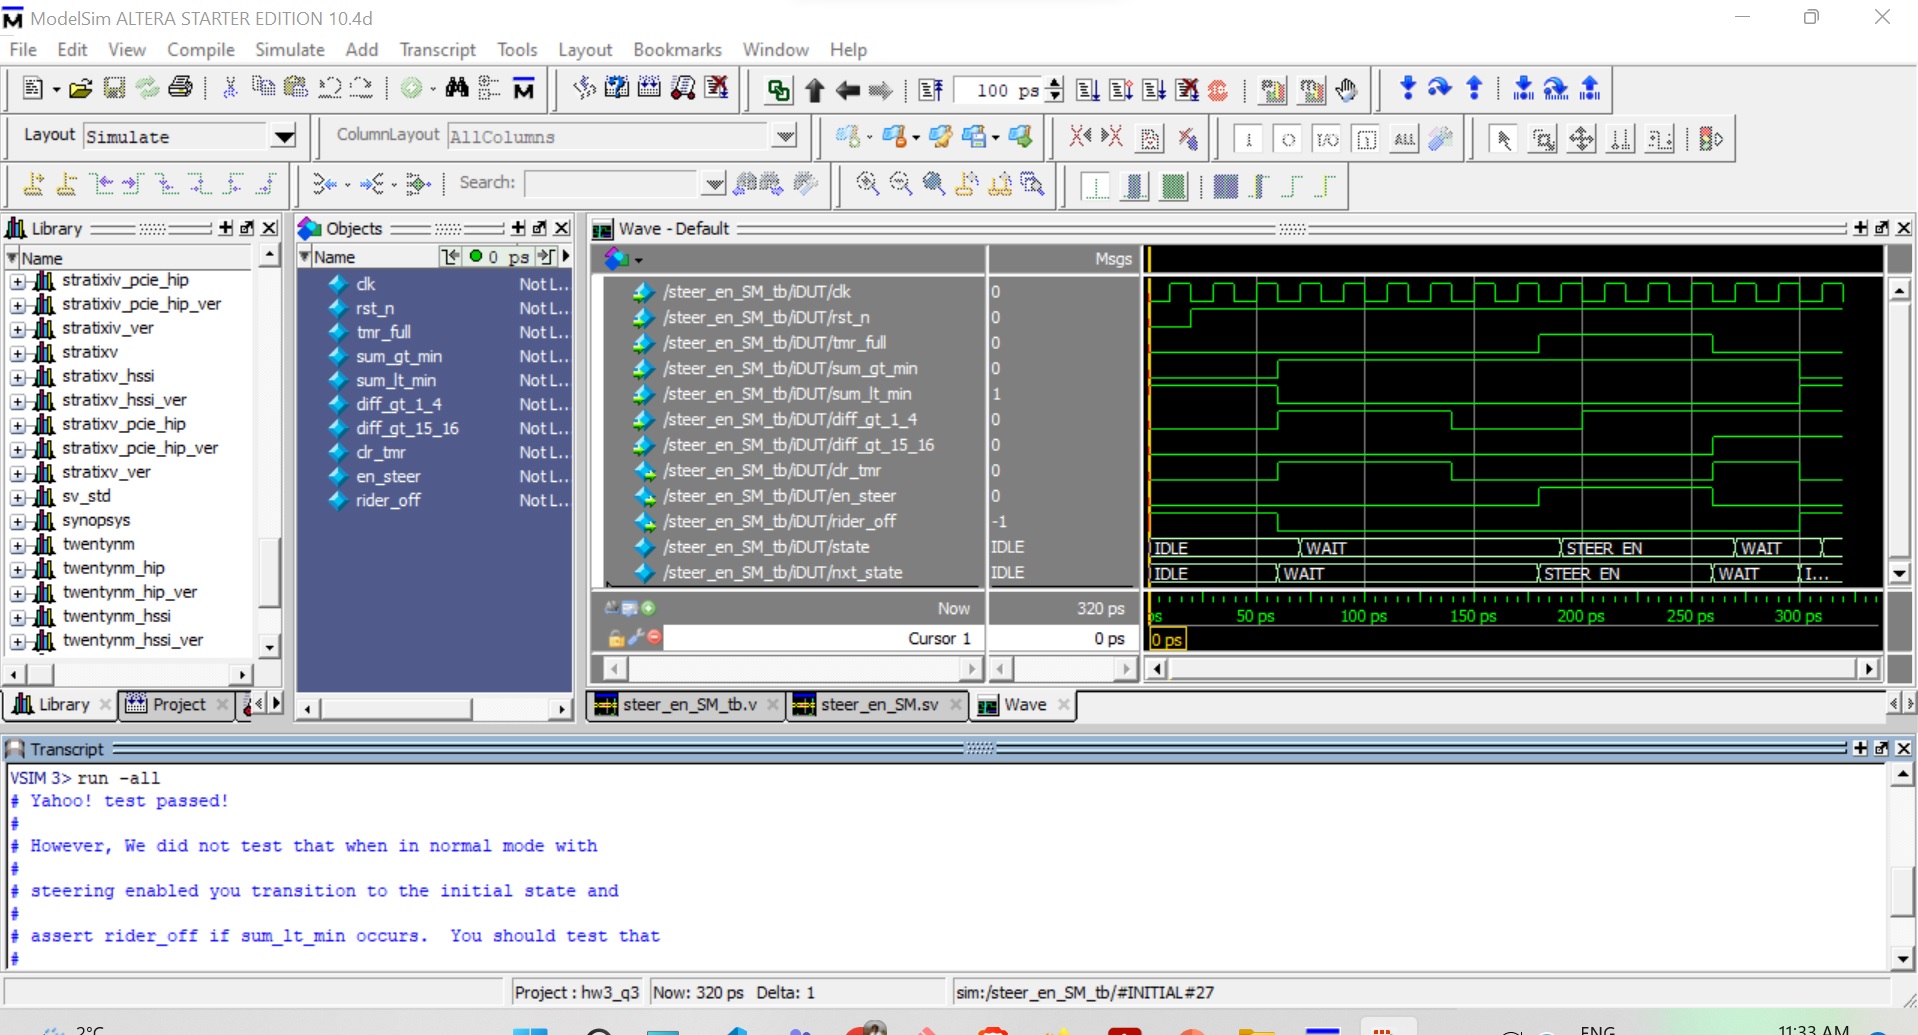 ModelSim ALTERA STARTER EDITION 10.4d
File Edit View Compile Simulate Add Transcript Tools Layout Bookmarks Window Help
100 ps
Layout Simulate ColumnLayout AllColumns
Search:
Library
Name
stratixiv_pcie_hip
stratixiv_pcie_hip_ver
stratixiv_ver
stratixv
stratixv_hssi
stratixv_hssi_ver
stratixv_pcie_hip
stratixv_pcie_hip_ver
stratixv_ver
sv_std
synopsys
twentynm
twentynm_hip
twentynm_hip_ver
twentynm_hssi
twentynm_hssi_ver
Library Project
Objects
Name 0 ps
clk Not L...
rst_n Not L...
tmr_full Not L...
sum_gt_min Not L...
sum_lt_min Not L...
diff_gt_1_4 Not L...
diff_gt_15_16 Not L...
clr_tmr Not L...
en_steer Not L...
rider_off Not L...
Wave - Default
Msgs
/steer_en_SM_tb/iDUT/clk 0
/steer_en_SM_tb/iDUT/rst_n 0
/steer_en_SM_tb/iDUT/tmr_full 0
/steer_en_SM_tb/iDUT/sum_gt_min 0
/steer_en_SM_tb/iDUT/sum_lt_min 1
/steer_en_SM_tb/iDUT/diff_gt_1_4 0
/steer_en_SM_tb/iDUT/diff_gt_15_16 0
/steer_en_SM_tb/iDUT/clr_tmr 0
/steer_en_SM_tb/iDUT/en_steer 0
/steer_en_SM_tb/iDUT/rider_off -1
/steer_en_SM_tb/iDUT/state IDLE IDLE WAIT STEER_EN WAIT
/steer_en_SM_tb/iDUT/nxt_state IDLE IDLE WAIT STEER_EN WAIT I...
Now 320 ps ps 50 ps 100 ps 150 ps 200 ps 250 ps 300 ps
Cursor 1 0 ps 0 ps
steer_en_SM_tb.v steer_en_SM.sv Wave
Transcript
VSIM 3> run -all
# Yahoo! test passed!
#
# However, We did not test that when in normal mode with
#
# steering enabled you transition to the initial state and
#
# assert rider_off if sum_lt_min occurs.  You should test that
#
Project : hw3_q3 Now: 320 ps Delta: 1 sim:/steer_en_SM_tb/#INITIAL#27
2°C ENG 11:33 AM